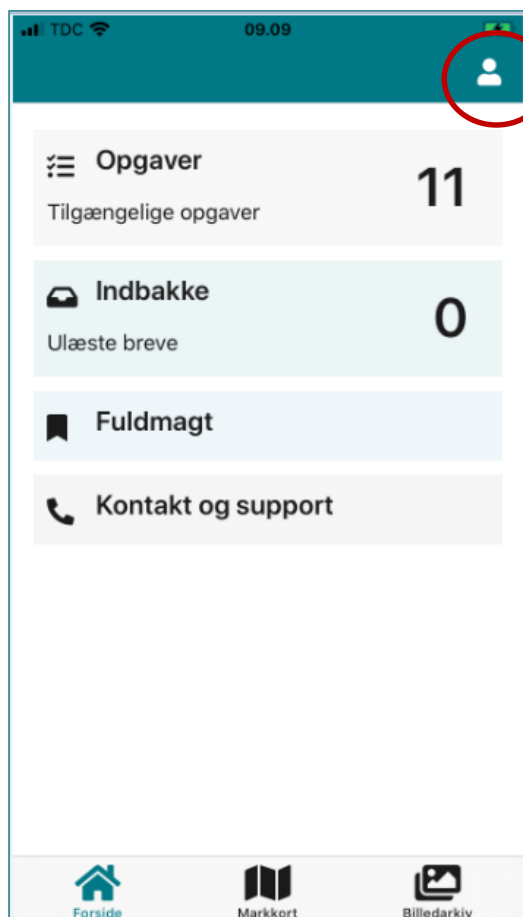 TDC 09.09
Opgaver
11
Tilgængelige opgaver
Indbakke
0
Ulæste breve
Fuldmagt
Kontakt og support
Forside Markkort Billedarkiv